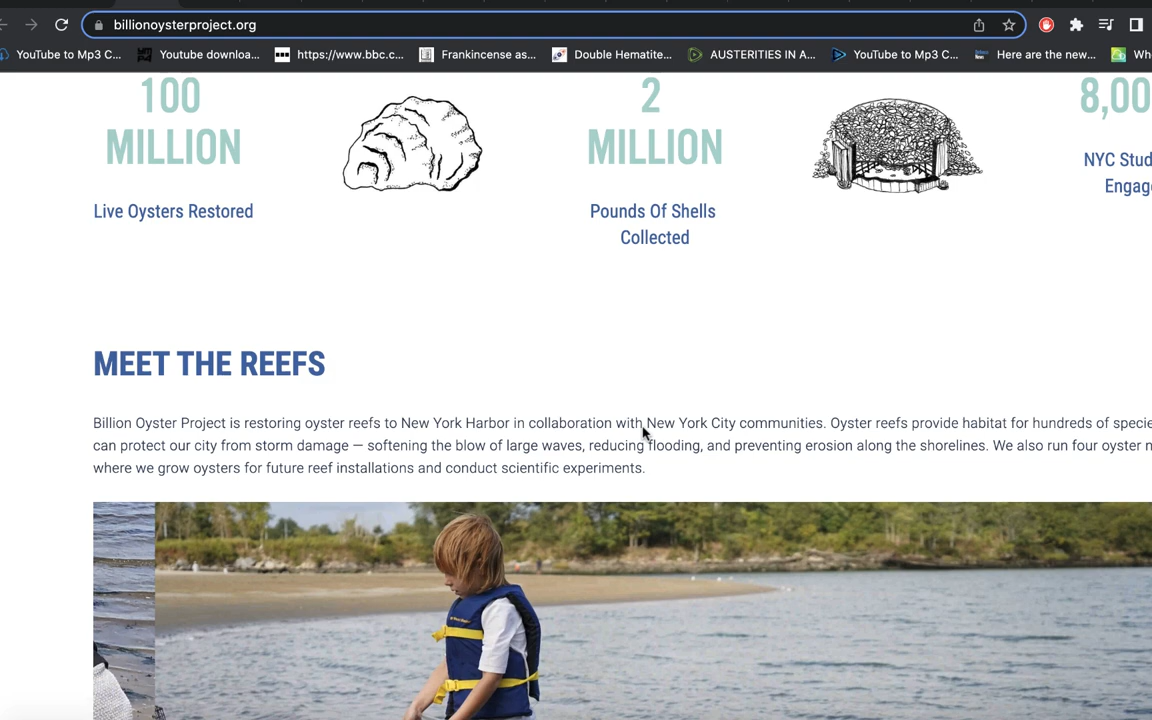 billionoysterproject.org
YouTube to Mp3 C... Youtube downloa... https://www.bbc.c... Frankincense as... Double Hematite... AUSTERITIES IN A... YouTube to Mp3 C... Here are the new... Wh
100 2 8,00
MILLION MILLION
NYC Stud
Engag
Live Oysters Restored Pounds Of Shells
Collected
MEET THE REEFS
Billion Oyster Project is restoring oyster reefs to New York Harbor in collaboration with New York City communities. Oyster reefs provide habitat for hundreds of specie
can protect our city from storm damage — softening the blow of large waves, reducing flooding, and preventing erosion along the shorelines. We also run four oyster n
where we grow oysters for future reef installations and conduct scientific experiments.